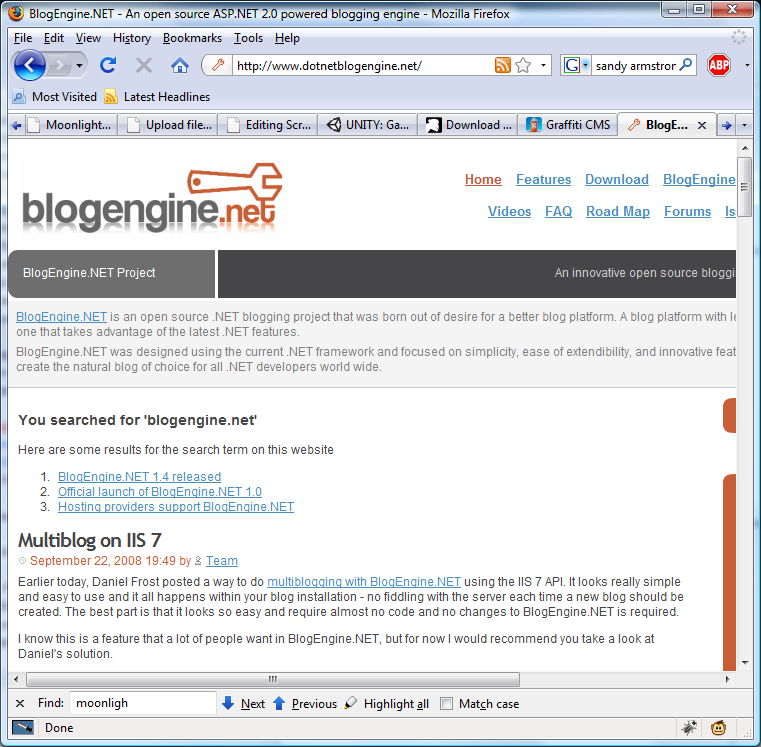 BlogEngine.NET - An open source ASP.NET 2.0 powered blogging engine - Mozilla Firefox
File Edit View History Bookmarks Tools Help
http://www.dotnetblogengine.net/ G sandy armstror ABP
Most Visited Latest Headlines
Moonlight... Upload file... Editing Scr... UNITY: Ga... Download ... Graffiti CMS BlogE...
blogengine.net
Home Features Download BlogEngine
Videos FAQ Road Map Forums Is
BlogEngine.NET Project An innovative open source bloggi
BlogEngine.NET is an open source .NET blogging project that was born out of desire for a better blog platform. A blog platform with le
one that takes advantage of the latest .NET features.
BlogEngine.NET was designed using the current .NET framework and focused on simplicity, ease of extendibility, and innovative feat
create the natural blog of choice for all .NET developers world wide.
You searched for 'blogengine.net'
Here are some results for the search term on this website
1. BlogEngine.NET 1.4 released
2. Official launch of BlogEngine.NET 1.0
3. Hosting providers support BlogEngine.NET
Multiblog on IIS 7
September 22, 2008 19:49 by Team
Earlier today, Daniel Frost posted a way to do multiblogging with BlogEngine.NET using the IIS 7 API. It looks really simple
and easy to use and it all happens within your blog installation - no fiddling with the server each time a new blog should be
created. The best part is that it looks so easy and require almost no code and no changes to BlogEngine.NET is required.
I know this is a feature that a lot of people want in BlogEngine.NET, but for now I would recommend you take a look at
Daniel's solution.
Find: moonligh Next Previous Highlight all Match case
Done